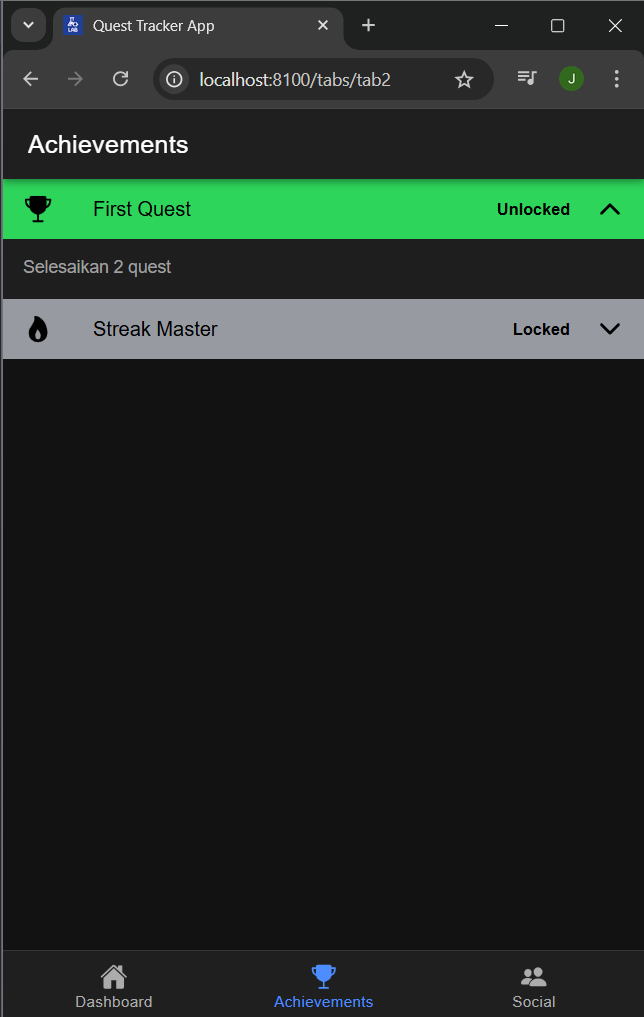 Quest Tracker App
localhost:8100/tabs/tab2
J
Achievements
First Quest Unlocked
Selesaikan 2 quest
Streak Master Locked
Dashboard Achievements Social